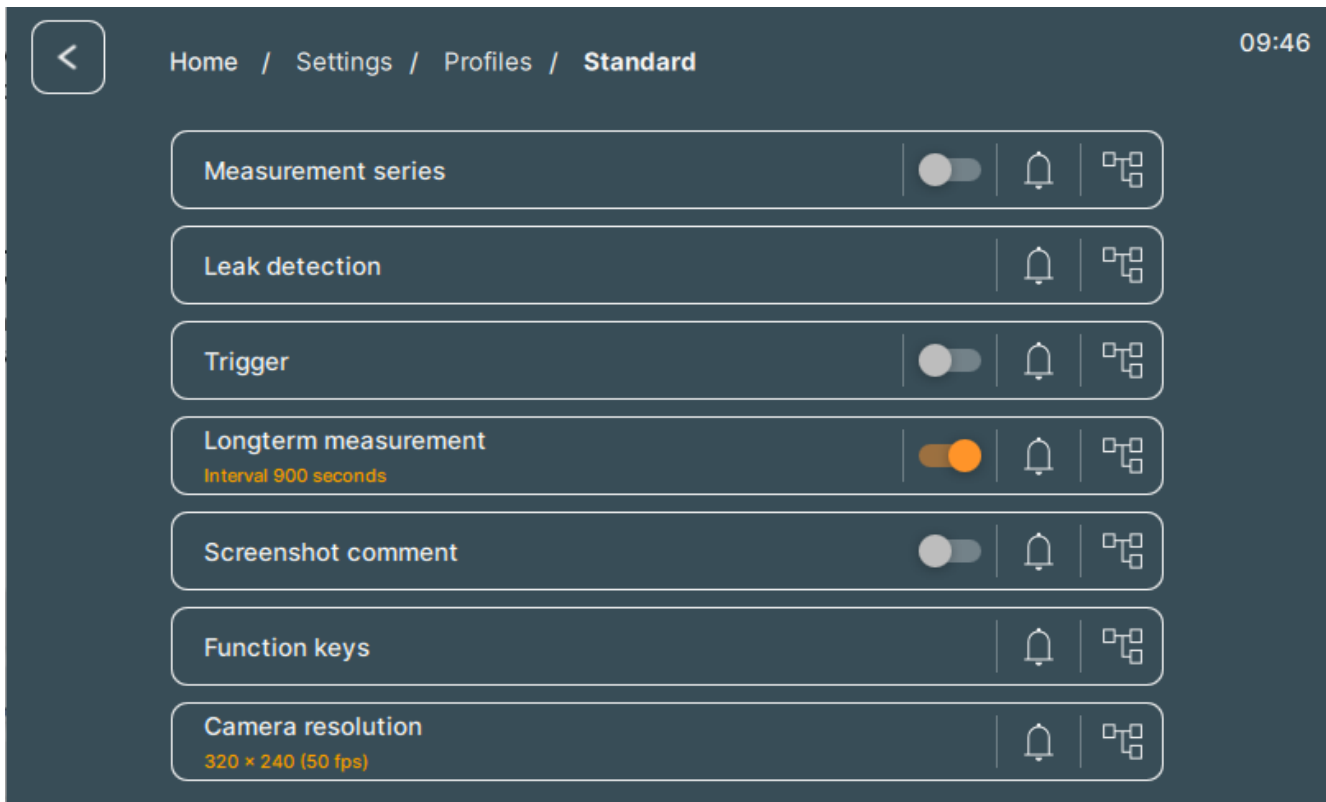 Home / Settings / Profiles / Standard
09:46
Measurement series
Leak detection
Trigger
Longterm measurement
Interval 900 seconds
Screenshot comment
Function keys
Camera resolution
320 × 240 (50 fps)